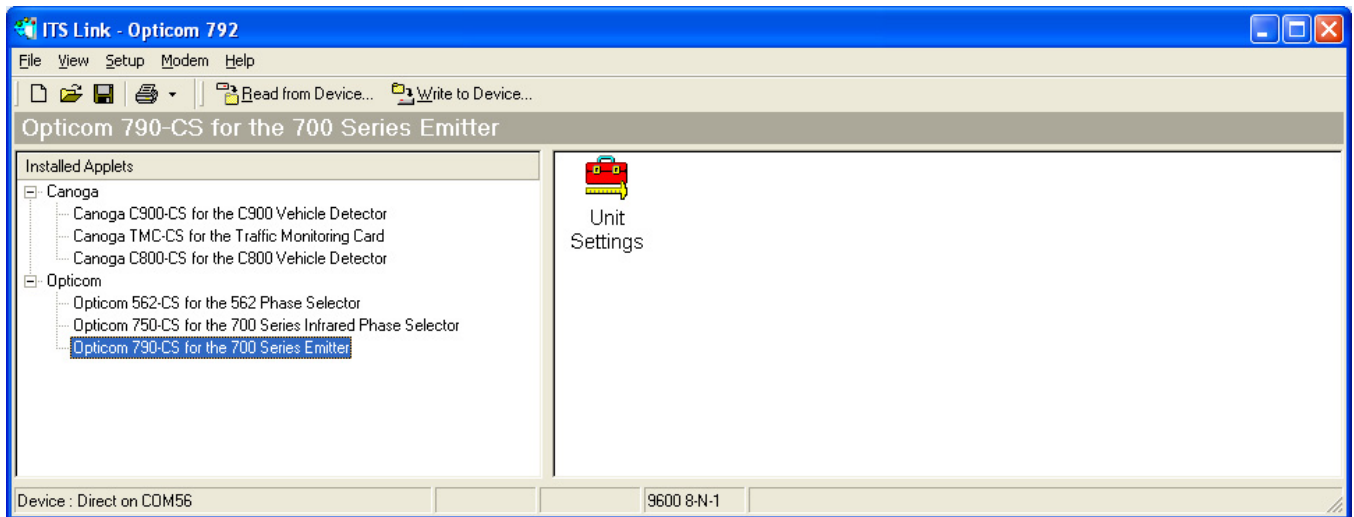 ITS Link - Opticom 792
File View Setup Modem Help
Read from Device... Write to Device...
Opticom 790-CS for the 700 Series Emitter
Installed Applets
Canoga
Canoga C900-CS for the C900 Vehicle Detector
Canoga TMC-CS for the Traffic Monitoring Card
Canoga C800-CS for the C800 Vehicle Detector
Opticom
Opticom 562-CS for the 562 Phase Selector
Opticom 750-CS for the 700 Series Infrared Phase Selector
Opticom 790-CS for the 700 Series Emitter
Unit
Settings
Device : Direct on COM56 9600 8-N-1